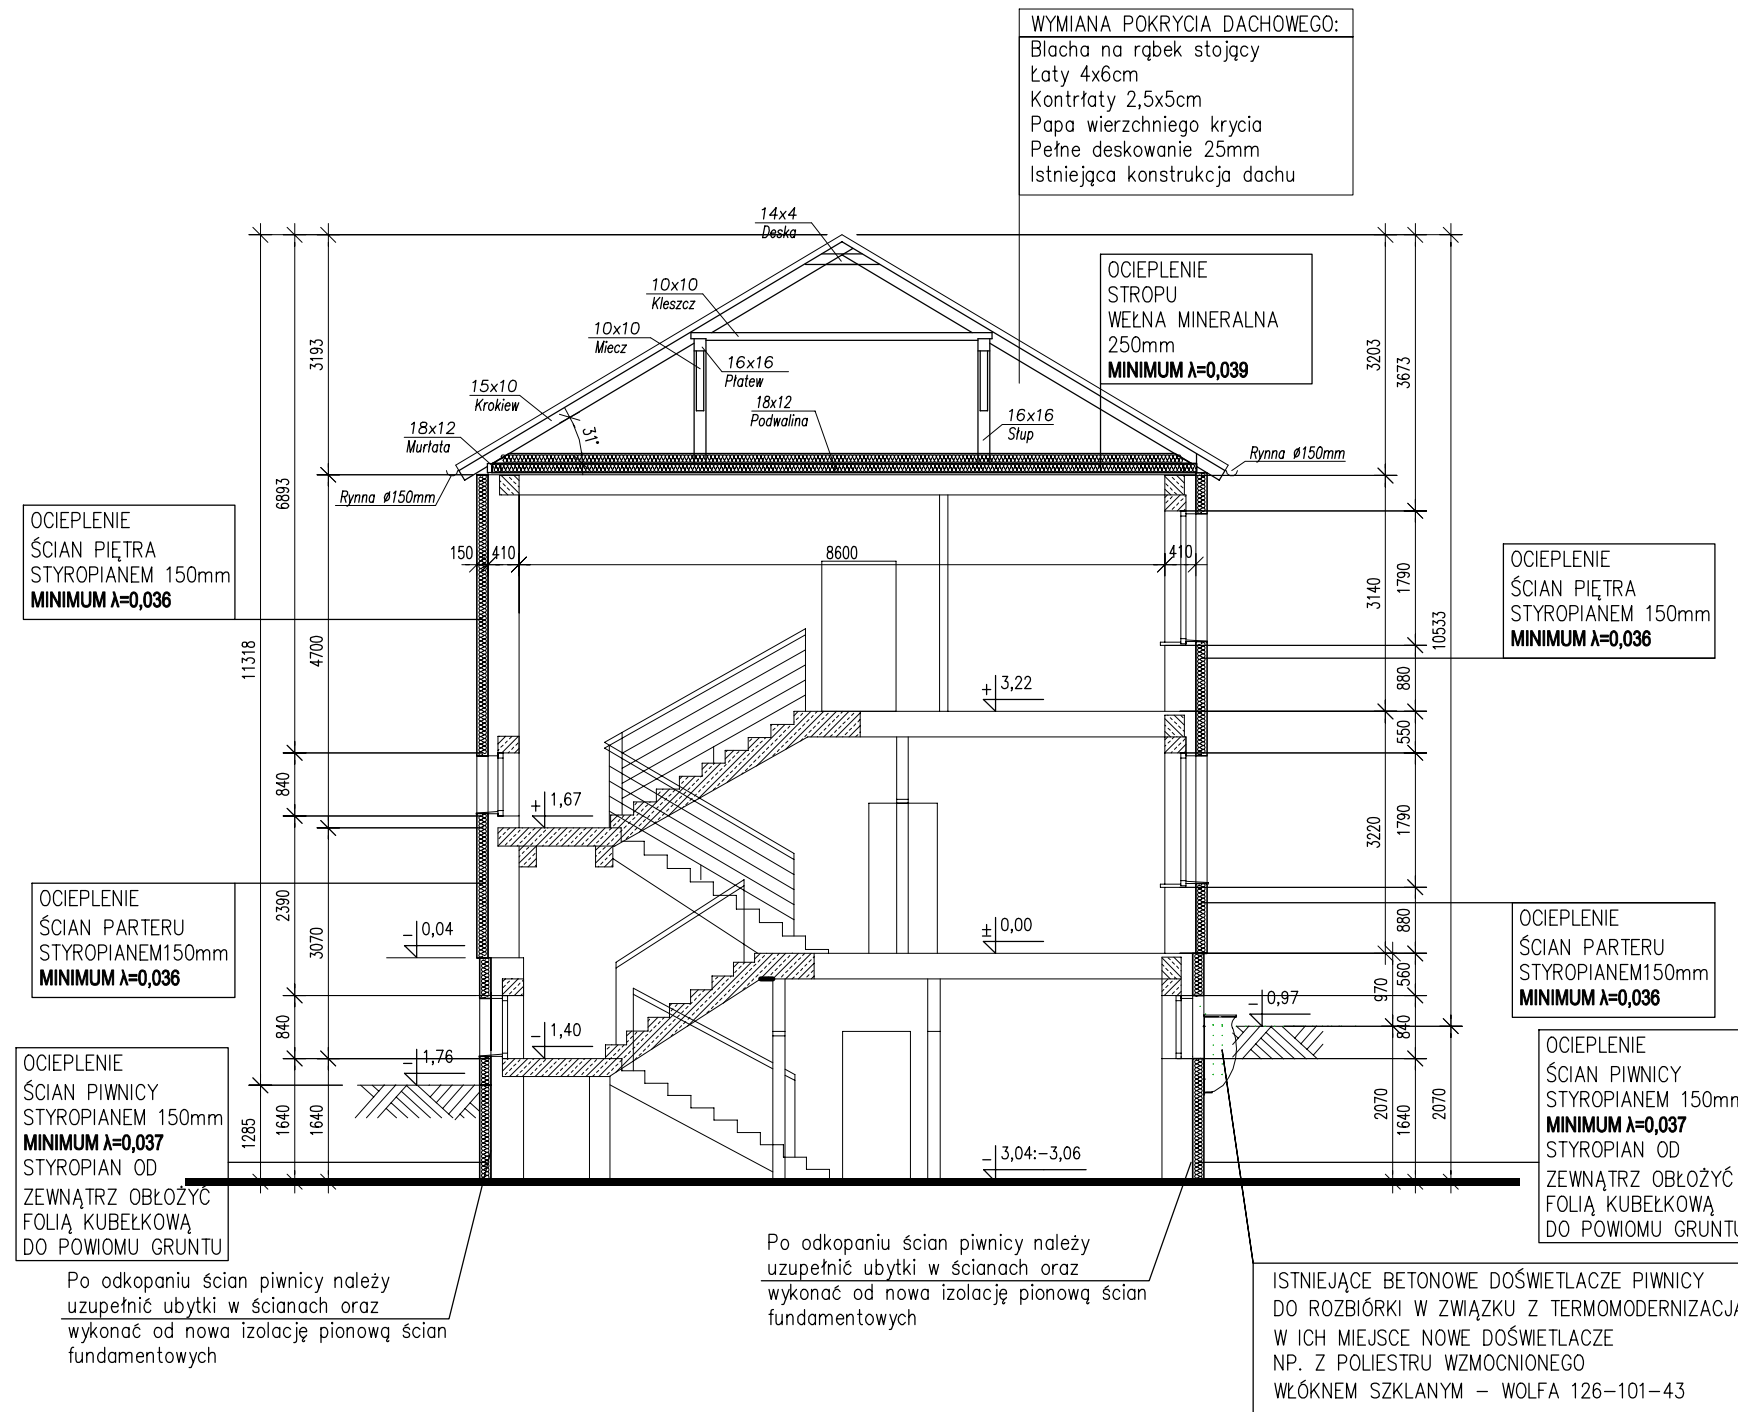 WYMIANA POKRYCIA DACHOWEGO:
Blacha na rąbek stojący
Łaty 4x6cm
Kontrłaty 2,5x5cm
Papa wierzchniego krycia
Pełne deskowanie 25mm
Istniejąca konstrukcja dachu
14x4
Deska
10x10
Kleszcz
10x10
Miecz
16x16
Płatew
15x10
Krokiew
18x12
Podwalina
16x16
Słup
18x12
Murłata
31°
Rynna ø150mm
Rynna ø150mm
OCIEPLENIE
STROPU
WEŁNA MINERALNA
250mm
MINIMUM λ=0,039
OCIEPLENIE
ŚCIAN PIĘTRA
STYROPIANEM 150mm
MINIMUM λ=0,036
OCIEPLENIE
ŚCIAN PIĘTRA
STYROPIANEM 150mm
MINIMUM λ=0,036
150
410
8600
410
11318
1285
6893
840
2390
840
1640
3193
4700
3070
1640
3203
3140
3220
970
2070
3673
1790
880
550
1790
880
560
840
1640
10533
2070
+ 3,22
+ 1,67
± 0,00
− 0,04
− 0,97
− 1,40
− 1,76
− 3,04:−3,06
OCIEPLENIE
ŚCIAN PARTERU
STYROPIANEM150mm
MINIMUM λ=0,036
OCIEPLENIE
ŚCIAN PARTERU
STYROPIANEM150mm
MINIMUM λ=0,036
OCIEPLENIE
ŚCIAN PIWNICY
STYROPIANEM 150mm
MINIMUM λ=0,037
STYROPIAN OD
ZEWNĄTRZ OBŁOŻYĆ
FOLIĄ KUBEŁKOWĄ
DO POWIOMU GRUNTU
OCIEPLENIE
ŚCIAN PIWNICY
STYROPIANEM 150mm
MINIMUM λ=0,037
STYROPIAN OD
ZEWNĄTRZ OBŁOŻYĆ
FOLIĄ KUBEŁKOWĄ
DO POWIOMU GRUNTU
Po odkopaniu ścian piwnicy należy
uzupełnić ubytki w ścianach oraz
wykonać od nowa izolację pionową ścian
fundamentowych
Po odkopaniu ścian piwnicy należy
uzupełnić ubytki w ścianach oraz
wykonać od nowa izolację pionową ścian
fundamentowych
ISTNIEJĄCE BETONOWE DOŚWIETLACZE PIWNICY
DO ROZBIÓRKI W ZWIĄZKU Z TERMOMODERNIZACJĄ
W ICH MIEJSCE NOWE DOŚWIETLACZE
NP. Z POLIESTRU WZMOCNIONEGO
WŁÓKNEM SZKLANYM − WOLFA 126−101−43